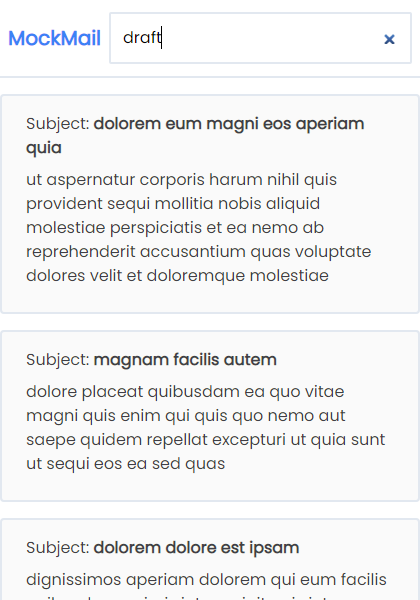 MockMail
draft
Subject: dolorem eum magni eos aperiam
quia
ut aspernatur corporis harum nihil quis
provident sequi mollitia nobis aliquid
molestiae perspiciatis et ea nemo ab
reprehenderit accusantium quas voluptate
dolores velit et doloremque molestiae
Subject: magnam facilis autem
dolore placeat quibusdam ea quo vitae
magni quis enim qui quis quo nemo aut
saepe quidem repellat excepturi ut quia sunt
ut sequi eos ea sed quas
Subject: dolorem dolore est ipsam
dignissimos aperiam dolorem qui eum facilis